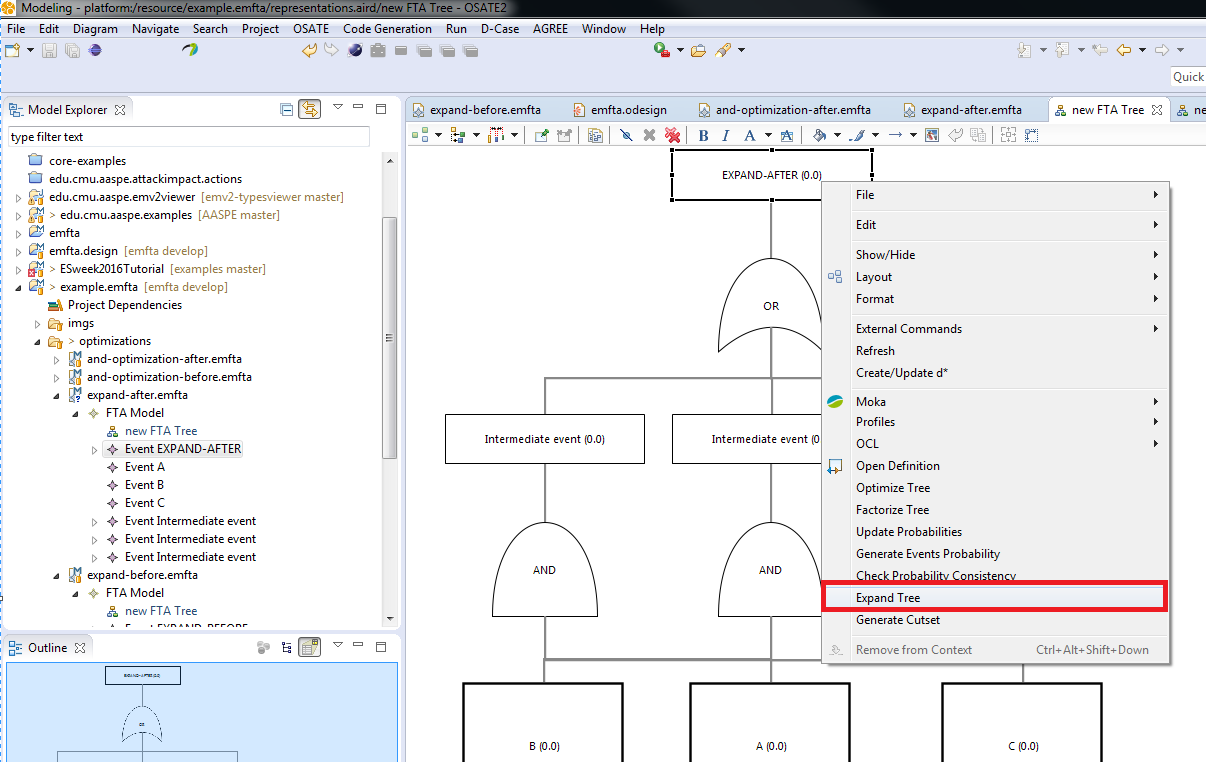 Modeling - platform:/resource/example.emfta/representations.aird/new FTA Tree - OSATE2
File Edit Diagram Navigate Search Project OSATE Code Generation Run D-Case AGREE Window Help
Quick
Model Explorer
type filter text
core-examples
edu.cmu.aaspe.attackimpact.actions
edu.cmu.aaspe.emv2viewer [emv2-typesviewer master]
> edu.cmu.aaspe.examples [AASPE master]
emfta
emfta.design [emfta develop]
> ESweek2016Tutorial [examples master]
> example.emfta [emfta develop]
Project Dependencies
imgs
> optimizations
and-optimization-after.emfta
and-optimization-before.emfta
expand-after.emfta
FTA Model
new FTA Tree
Event EXPAND-AFTER
Event A
Event B
Event C
Event Intermediate event
Event Intermediate event
Event Intermediate event
expand-before.emfta
FTA Model
new FTA Tree
Event EXPAND-BEFORE
Outline
EXPAND-AFTER (0.0)
OR
expand-before.emfta emfta.odesign and-optimization-after.emfta expand-after.emfta new FTA Tree ne
B I A A
EXPAND-AFTER (0.0)
OR
Intermediate event (0.0) Intermediate event (0
AND AND
B (0.0) A (0.0) C (0.0)
File
Edit
Show/Hide
Layout
Format
External Commands
Refresh
Create/Update d*
Moka
Profiles
OCL
Open Definition
Optimize Tree
Factorize Tree
Update Probabilities
Generate Events Probability
Check Probability Consistency
Expand Tree
Generate Cutset
Remove from Context Ctrl+Alt+Shift+Down